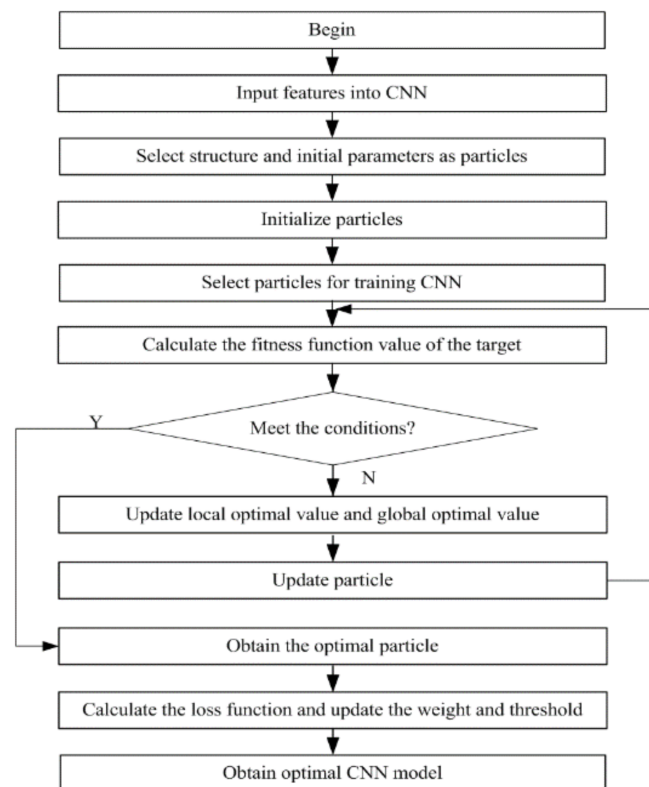 Begin
Input features into CNN
Select structure and initial parameters as particles
Initialize particles
Select particles for training CNN
Calculate the fitness function value of the target
Meet the conditions?
Y
N
Update local optimal value and global optimal value
Update particle
Obtain the optimal particle
Calculate the loss function and update the weight and threshold
Obtain optimal CNN model